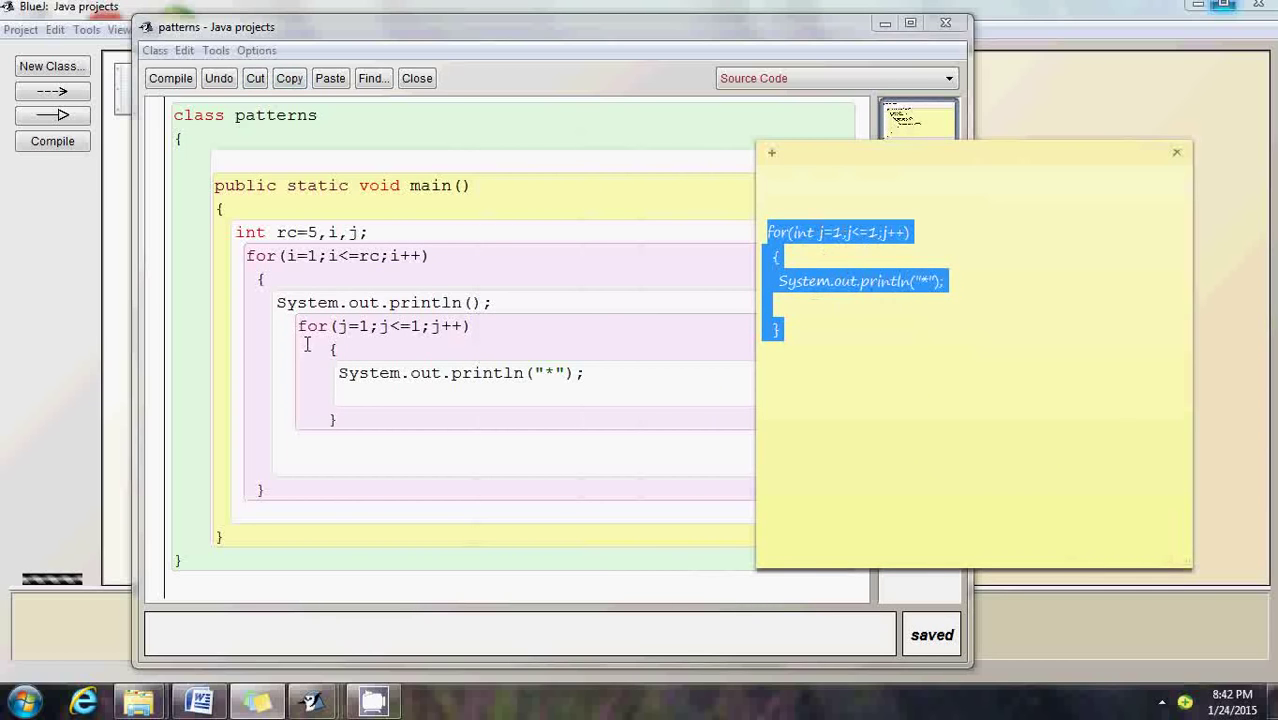 BlueJ: Java projects
Project Edit Tools View
New Class...
Compile
patterns - Java projects
Class Edit Tools Options
Compile Undo Cut Copy Paste Find... Close Source Code
class patterns
{
public static void main()
{
int rc=5,i,j;
for(i=1;i<=rc;i++)
{
System.out.println();
for(j=1;j<=1;j++)
{
System.out.println("*");
}
}
}
}
saved
+ ×
for(int j=1;j<=1;j++)
{
System.out.println("*");
}
8:42 PM
1/24/2015